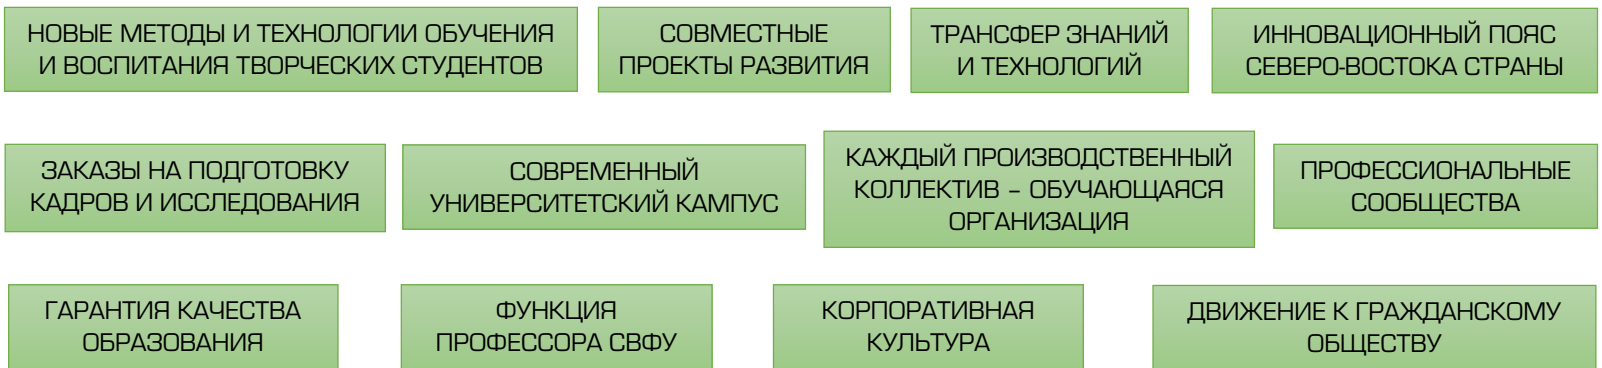 НОВЫЕ МЕТОДЫ И ТЕХНОЛОГИИ ОБУЧЕНИЯ
И ВОСПИТАНИЯ ТВОРЧЕСКИХ СТУДЕНТОВ
СОВМЕСТНЫЕ
ПРОЕКТЫ РАЗВИТИЯ
ТРАНСФЕР ЗНАНИЙ
И ТЕХНОЛОГИЙ
ИННОВАЦИОННЫЙ ПОЯС
СЕВЕРО-ВОСТОКА СТРАНЫ
ЗАКАЗЫ НА ПОДГОТОВКУ
КАДРОВ И ИССЛЕДОВАНИЯ
СОВРЕМЕННЫЙ
УНИВЕРСИТЕТСКИЙ КАМПУС
КАЖДЫЙ ПРОИЗВОДСТВЕННЫЙ
КОЛЛЕКТИВ – ОБУЧАЮЩАЯСЯ
ОРГАНИЗАЦИЯ
ПРОФЕССИОНАЛЬНЫЕ
СООБЩЕСТВА
ГАРАНТИЯ КАЧЕСТВА
ОБРАЗОВАНИЯ
ФУНКЦИЯ
ПРОФЕССОРА СВФУ
КОРПОРАТИВНАЯ
КУЛЬТУРА
ДВИЖЕНИЕ К ГРАЖДАНСКОМУ
ОБЩЕСТВУ